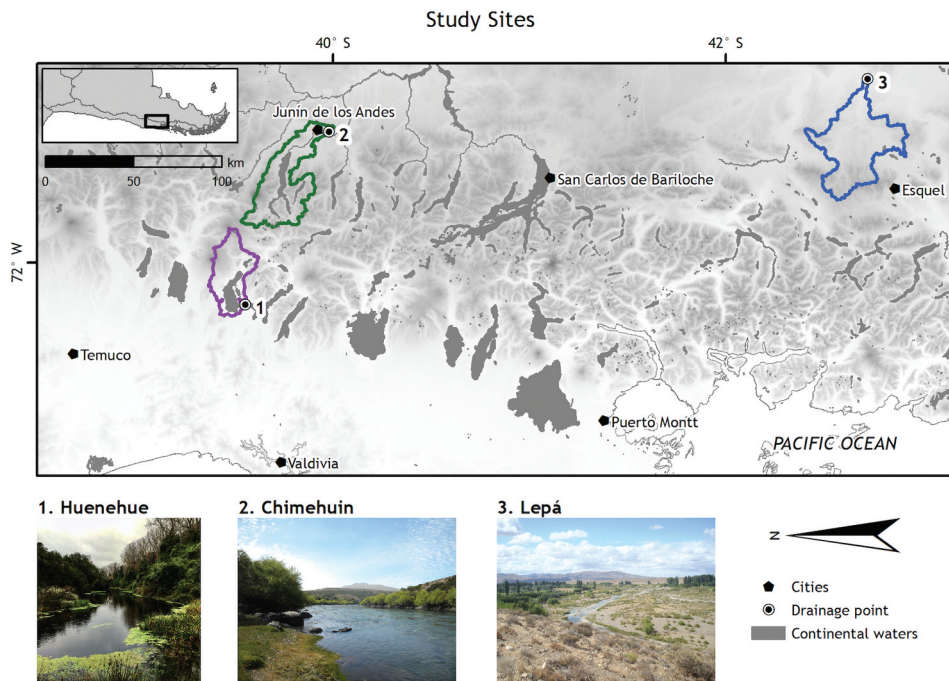 Study Sites
40° S
42° S
72° W
Junín de los Andes
2
3
km
0
50
100
San Carlos de Bariloche
Esquel
1
Temuco
Puerto Montt
Valdivia
PACIFIC OCEAN
1. Huenehue
2. Chimehuin
3. Lepá
N
Cities
Drainage point
Continental waters